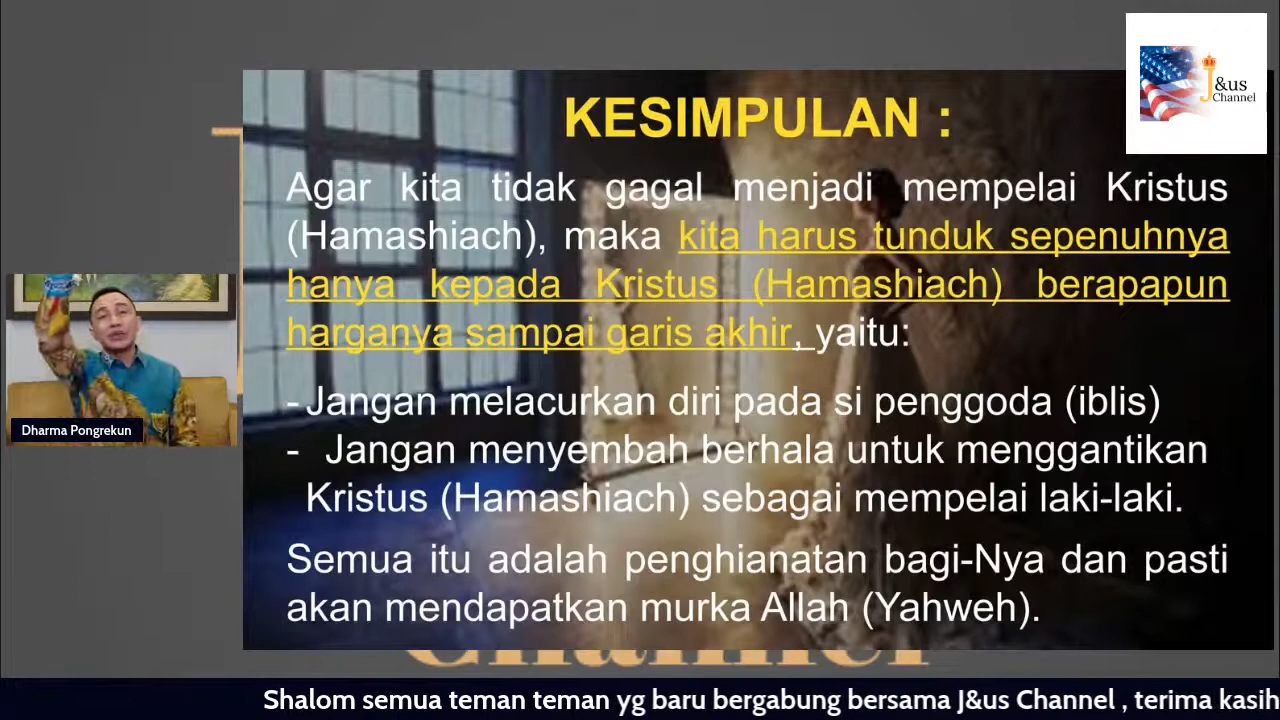 J&us
Channel
KESIMPULAN :
Agar kita tidak gagal menjadi mempelai Kristus
(Hamashiach), maka kita harus tunduk sepenuhnya
hanya kepada Kristus (Hamashiach) berapapun
harganya sampai garis akhir, yaitu:
- Jangan melacurkan diri pada si penggoda (iblis)
- Jangan menyembah berhala untuk menggantikan
Kristus (Hamashiach) sebagai mempelai laki-laki.
Semua itu adalah penghianatan bagi-Nya dan pasti
akan mendapatkan murka Allah (Yahweh).
Dharma Pongrekun
Channel
Shalom semua teman teman yg baru bergabung bersama J&us Channel , terima kasih